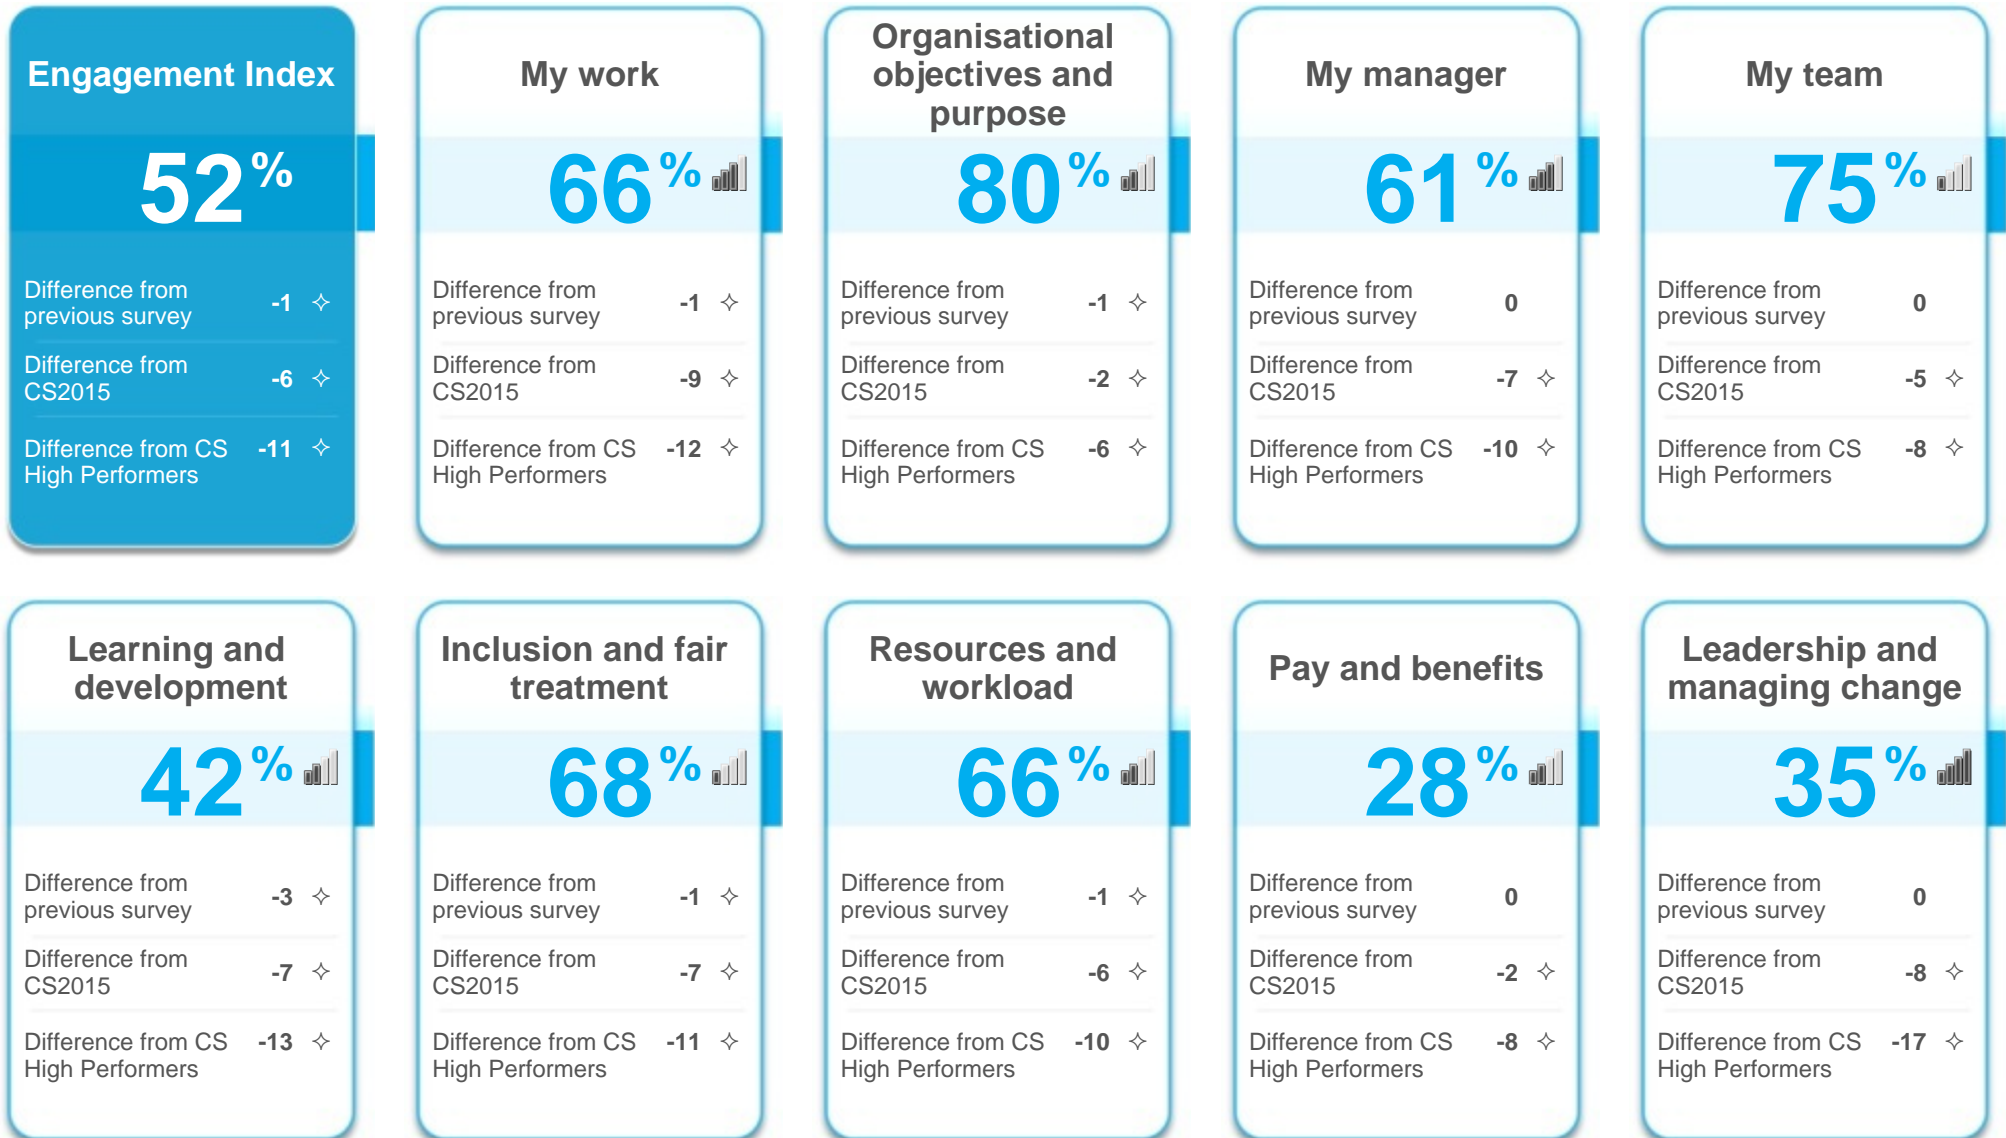 Engagement Index
52%
Difference from
previous survey
-1 ✧
Difference from
CS2015
-6 ✧
Difference from CS
High Performers
-11 ✧
My work
66%
Difference from
previous survey
-1 ✧
Difference from
CS2015
-9 ✧
Difference from CS
High Performers
-12 ✧
Organisational
objectives and
purpose
80%
Difference from
previous survey
-1 ✧
Difference from
CS2015
-2 ✧
Difference from CS
High Performers
-6 ✧
My manager
61%
Difference from
previous survey
0
Difference from
CS2015
-7 ✧
Difference from CS
High Performers
-10 ✧
My team
75%
Difference from
previous survey
0
Difference from
CS2015
-5 ✧
Difference from CS
High Performers
-8 ✧
Learning and
development
42%
Difference from
previous survey
-3 ✧
Difference from
CS2015
-7 ✧
Difference from CS
High Performers
-13 ✧
Inclusion and fair
treatment
68%
Difference from
previous survey
-1 ✧
Difference from
CS2015
-7 ✧
Difference from CS
High Performers
-11 ✧
Resources and
workload
66%
Difference from
previous survey
-1 ✧
Difference from
CS2015
-6 ✧
Difference from CS
High Performers
-10 ✧
Pay and benefits
28%
Difference from
previous survey
0
Difference from
CS2015
-2 ✧
Difference from CS
High Performers
-8 ✧
Leadership and
managing change
35%
Difference from
previous survey
0
Difference from
CS2015
-8 ✧
Difference from CS
High Performers
-17 ✧